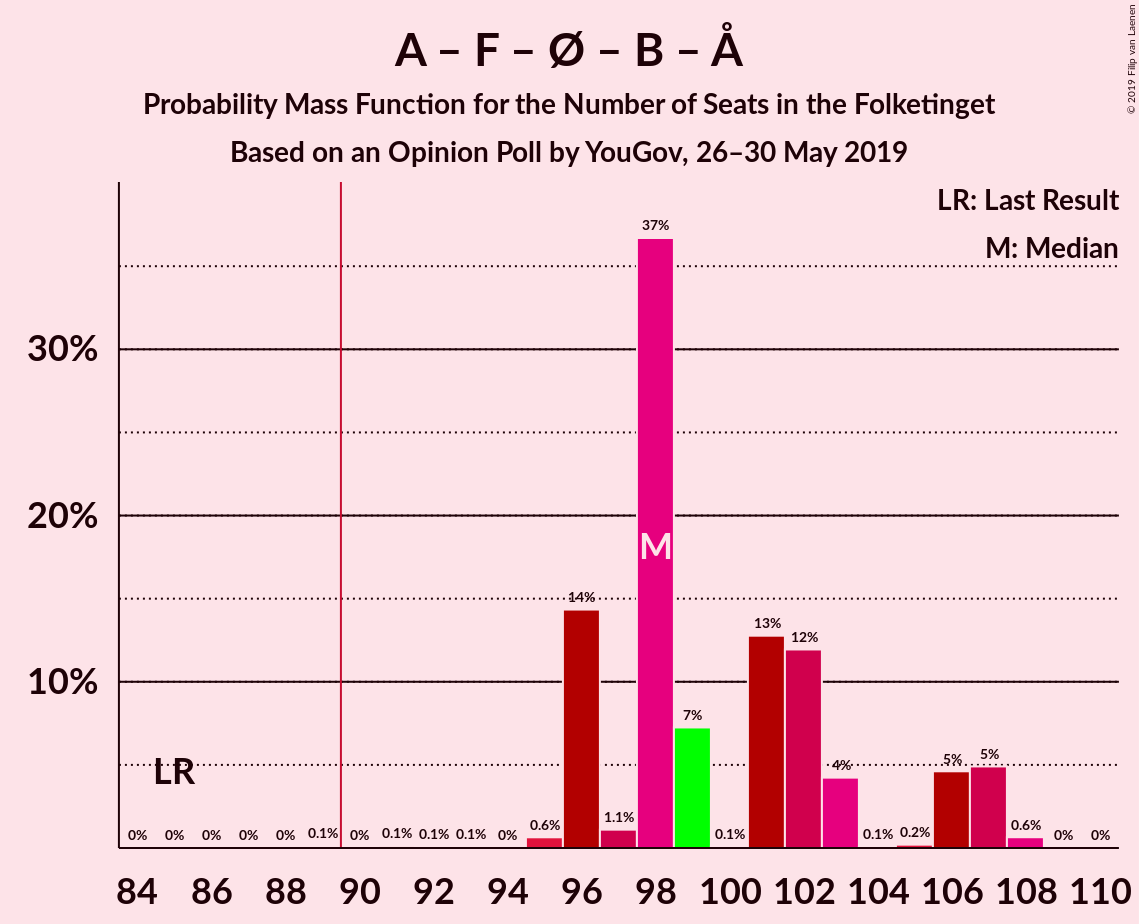 A – F – Ø – B – Å
Probability Mass Function for the Number of Seats in the Folketinget
Based on an Opinion Poll by YouGov, 26–30 May 2019
© 2019 Filip van Laenen
LR: Last Result
M: Median
30%
20%
10%
LR
M
0% 0% 0% 0% 0% 0.1% 0% 0.1% 0.1% 0.1% 0% 0.6% 14% 1.1% 37% 7% 0.1% 13% 12% 4% 0.1% 0.2% 5% 5% 0.6% 0% 0%
84 86 88 90 92 94 96 98 100 102 104 106 108 110